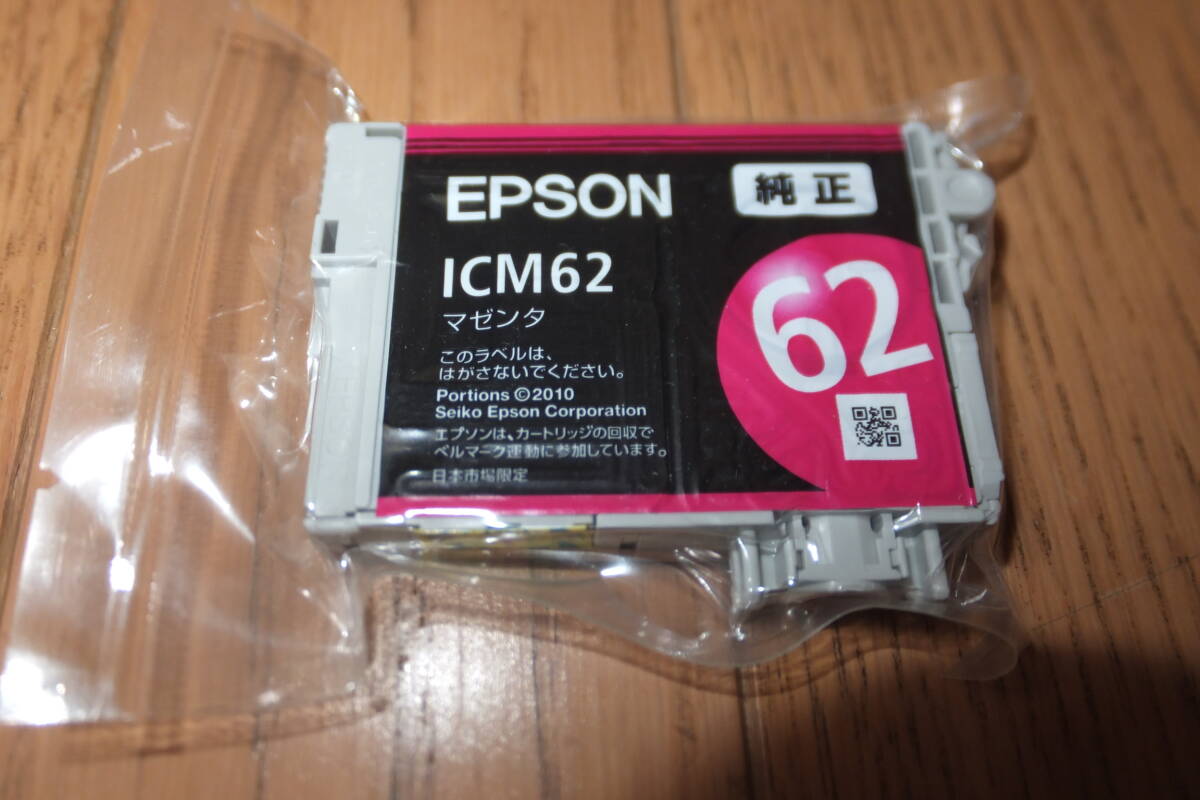 EPSON
純正
ICM62
マゼンタ
62
このラベルは、
はがさないでください。
Portions ©2010
Seiko Epson Corporation
エプソンは、カートリッジの回収で
ベルマーク運動に参加しています。
日本市場限定